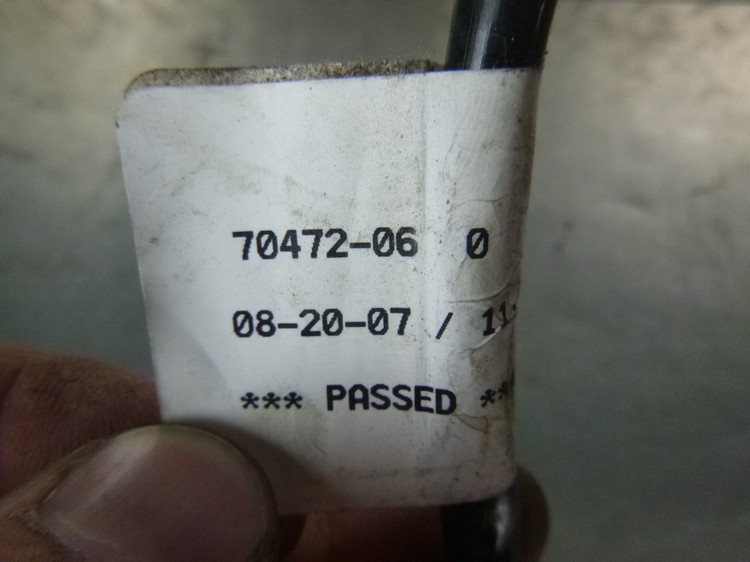 70472-06 0
08-20-07 / 11-
*** PASSED **